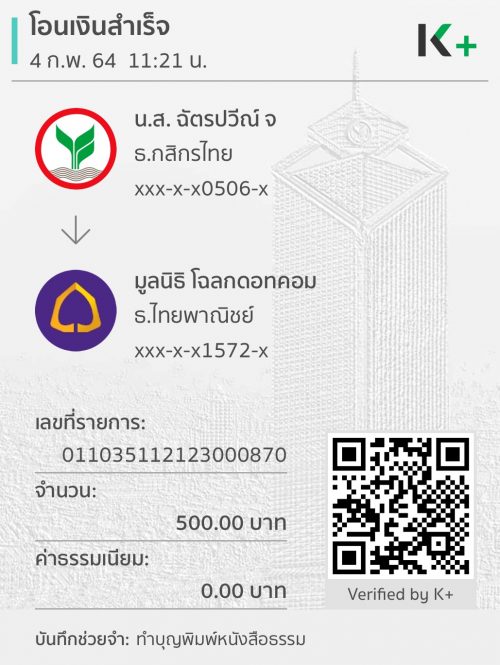 โอนเงินสำเร็จ
4 ก.พ. 64 11:21 น.
K+
น.ส. ฉัตรปวีณ์ จ
ธ.กสิกรไทย
xxx-x-x0506-x
มูลนิธิ โฉลกดอทคอม
ธ.ไทยพาณิชย์
xxx-x-x1572-x
เลขที่รายการ:
011035112123000870
จำนวน:
500.00 บาท
ค่าธรรมเนียม:
0.00 บาท
Verified by K+
บันทึกช่วยจำ: ทำบุญพิมพ์หนังสือธรรม